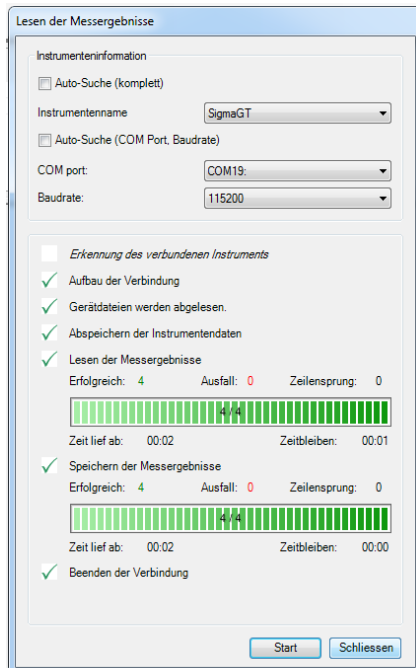 Lesen der Messergebnisse
Instrumenteninformation
Auto-Suche (komplett)
Instrumentenname SigmaGT
Auto-Suche (COM Port, Baudrate)
COM port: COM19:
Baudrate: 115200
Erkennung des verbundenen Instruments
Aufbau der Verbindung
Gerätdateien werden abgelesen.
Abspeichern der Instrumentendaten
Lesen der Messergebnisse
Erfolgreich: 4 Ausfall: 0 Zeilensprung: 0
4 / 4
Zeit lief ab: 00:02 Zeitbleiben: 00:01
Speichern der Messergebnisse
Erfolgreich: 4 Ausfall: 0 Zeilensprung: 0
4 / 4
Zeit lief ab: 00:02 Zeitbleiben: 00:00
Beenden der Verbindung
Start Schliessen